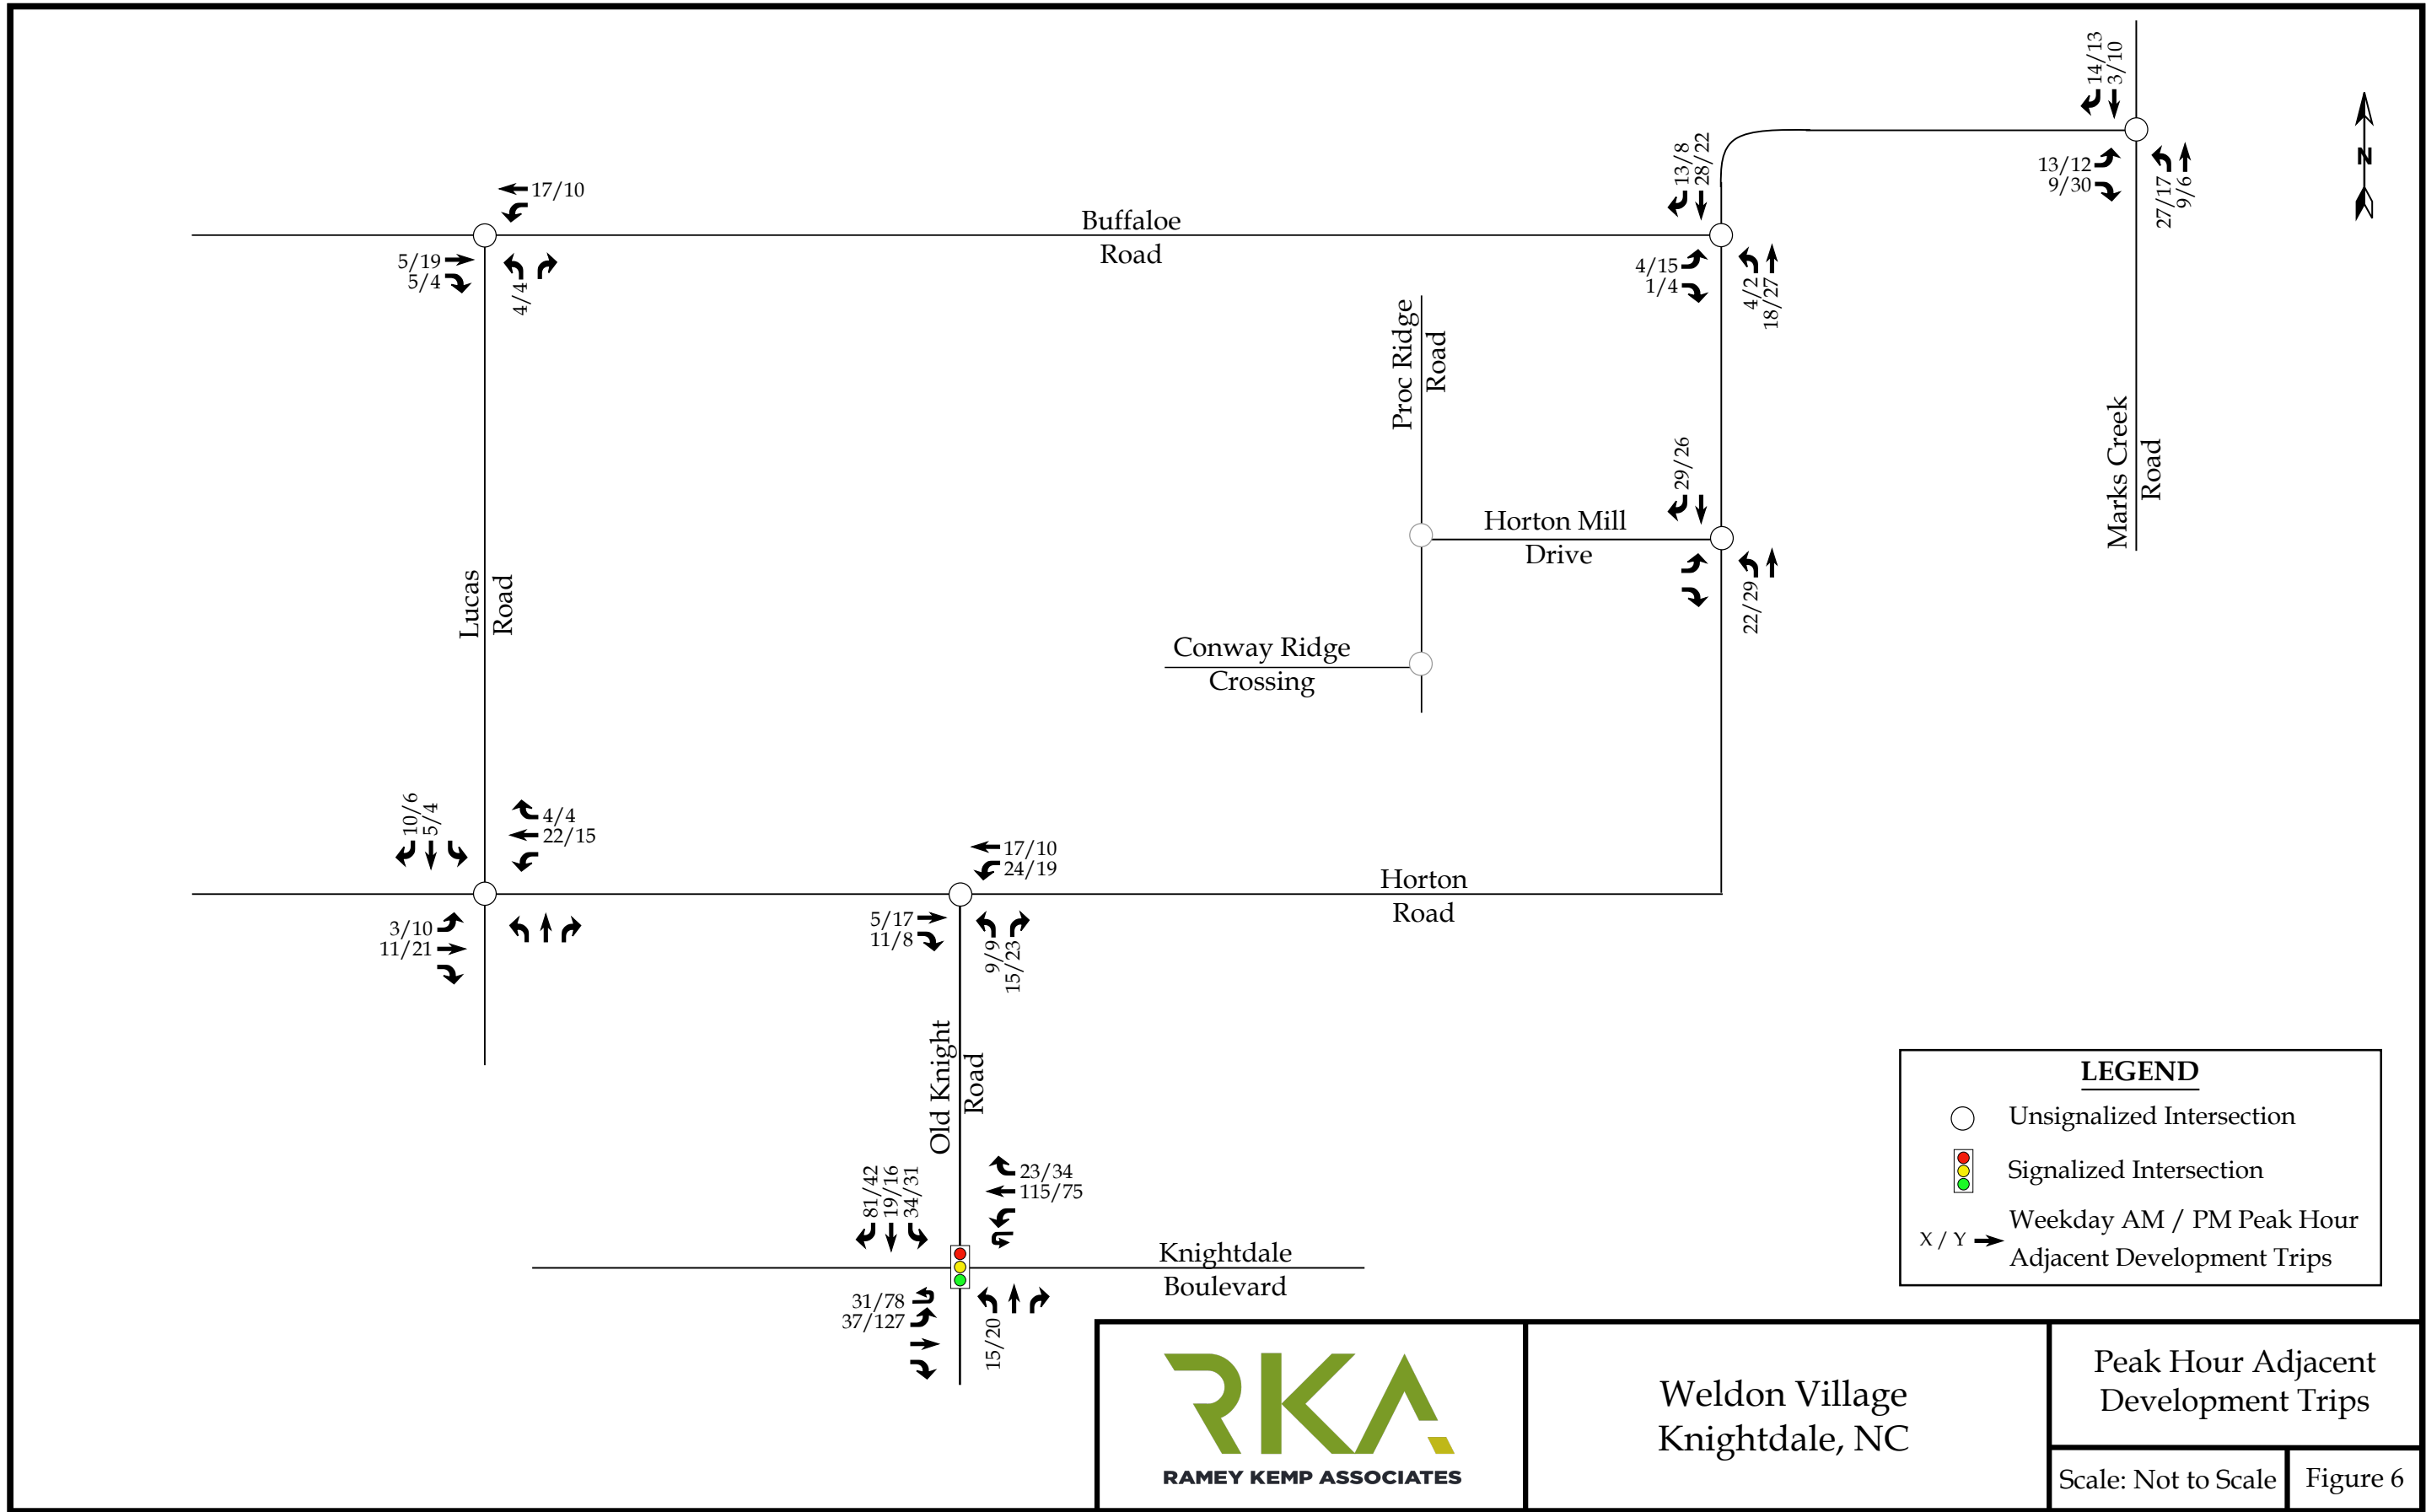 14/13
3/10
N
13/12
9/30
27/17
9/6
13/8
28/22
17/10
Buffaloe
Road
5/19
5/4
4/4
4/15
1/4
4/2
18/27
Proc Ridge
Road
Marks Creek
Road
29/26
Horton Mill
Drive
22/29
Lucas
Road
Conway Ridge
Crossing
10/6
5/4
4/4
22/15
17/10
24/19
Horton
Road
3/10
11/21
5/17
11/8
9/9
15/23
Old Knight
Road
81/42
19/16
34/31
23/34
115/75
Knightdale
Boulevard
31/78
37/127
15/20
LEGEND
Unsignalized Intersection
Signalized Intersection
X / Y
Weekday AM / PM Peak Hour
Adjacent Development Trips
RKA
RAMEY KEMP ASSOCIATES
Weldon Village
Knightdale, NC
Peak Hour Adjacent
Development Trips
Scale: Not to Scale
Figure 6